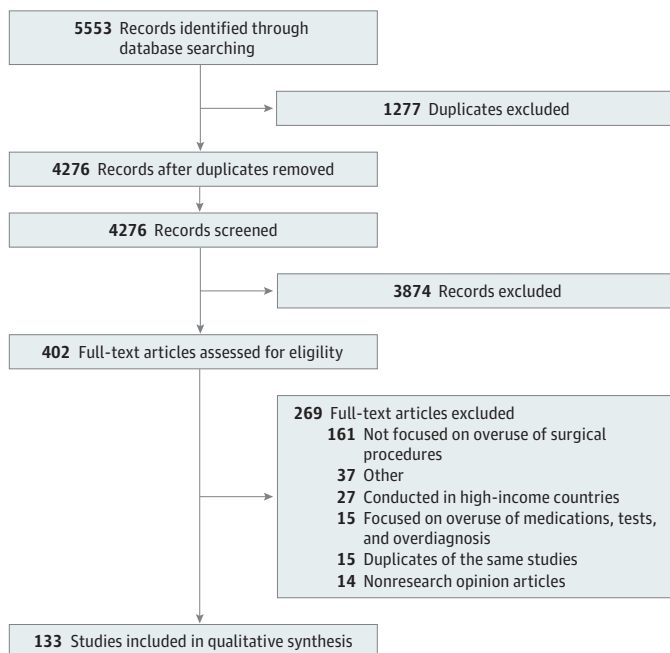 5553 Records identified through
database searching
1277 Duplicates excluded
4276 Records after duplicates removed
4276 Records screened
3874 Records excluded
402 Full-text articles assessed for eligibility
269 Full-text articles excluded
161 Not focused on overuse of surgical
procedures
37 Other
27 Conducted in high-income countries
15 Focused on overuse of medications, tests,
and overdiagnosis
15 Duplicates of the same studies
14 Nonresearch opinion articles
133 Studies included in qualitative synthesis